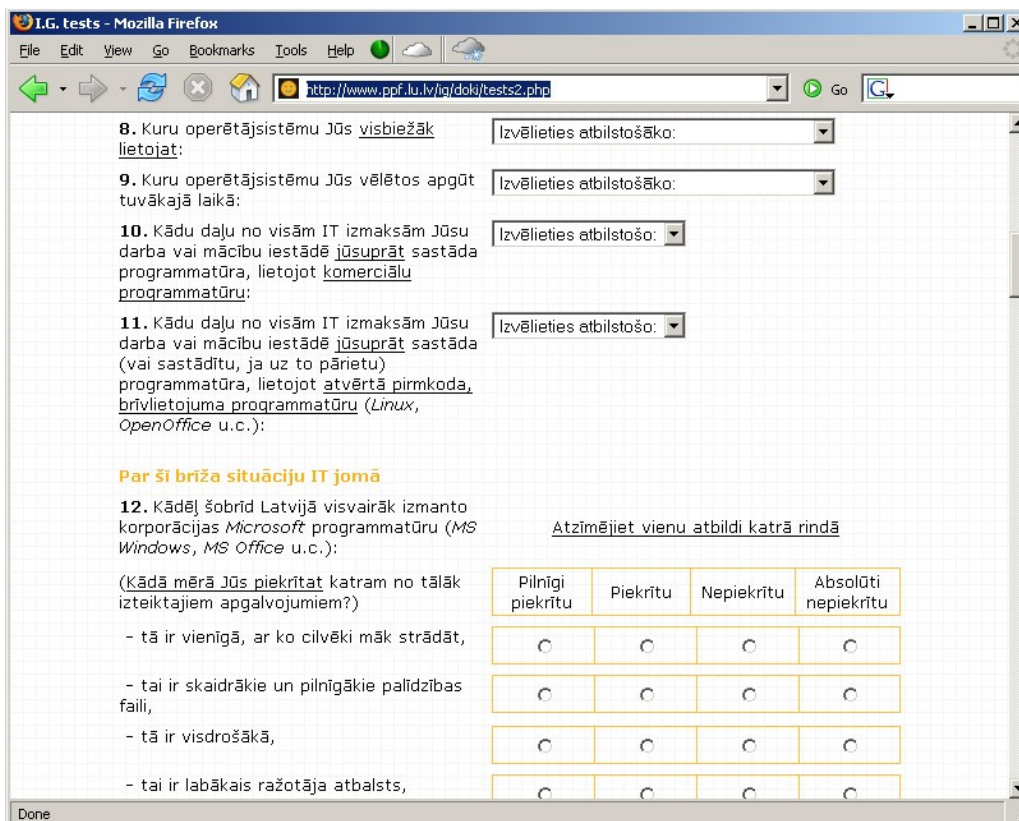 I.G. tests - Mozilla Firefox
File Edit View Go Bookmarks Tools Help
http://www.ppf.lu.lv/ig/doki/tests2.php Go G
8. Kuru operētājsistēmu Jūs visbiežāk
lietojat:
Izvēlieties atbilstošāko:
9. Kuru operētājsistēmu Jūs vēlētos apgūt
tuvākajā laikā:
Izvēlieties atbilstošāko:
10. Kādu daļu no visām IT izmaksām Jūsu
darba vai mācību iestādē jūsuprāt sastāda
programmatūra, lietojot komerciālu
programmatūru:
Izvēlieties atbilstošo:
11. Kādu daļu no visām IT izmaksām Jūsu
darba vai mācību iestādē jūsuprāt sastāda
(vai sastādītu, ja uz to pārietu)
programmatūra, lietojot atvērtā pirmkoda,
brīvlietojuma programmatūru (Linux,
OpenOffice u.c.):
Izvēlieties atbilstošo:
Par šī brīža situāciju IT jomā
12. Kādēļ šobrīd Latvijā visvairāk izmanto
korporācijas Microsoft programmatūru (MS
Windows, MS Office u.c.):
Atzīmējiet vienu atbildi katrā rindā
(Kādā mērā Jūs piekrītat katram no tālāk
izteiktajiem apgalvojumiem?)
Pilnīgi piekrītu Piekrītu Nepiekrītu Absolūti nepiekrītu
- tā ir vienīgā, ar ko cilvēki māk strādāt,
- tai ir skaidrākie un pilnīgākie palīdzības
faili,
- tā ir visdrošākā,
- tai ir labākais ražotāja atbalsts,
Done